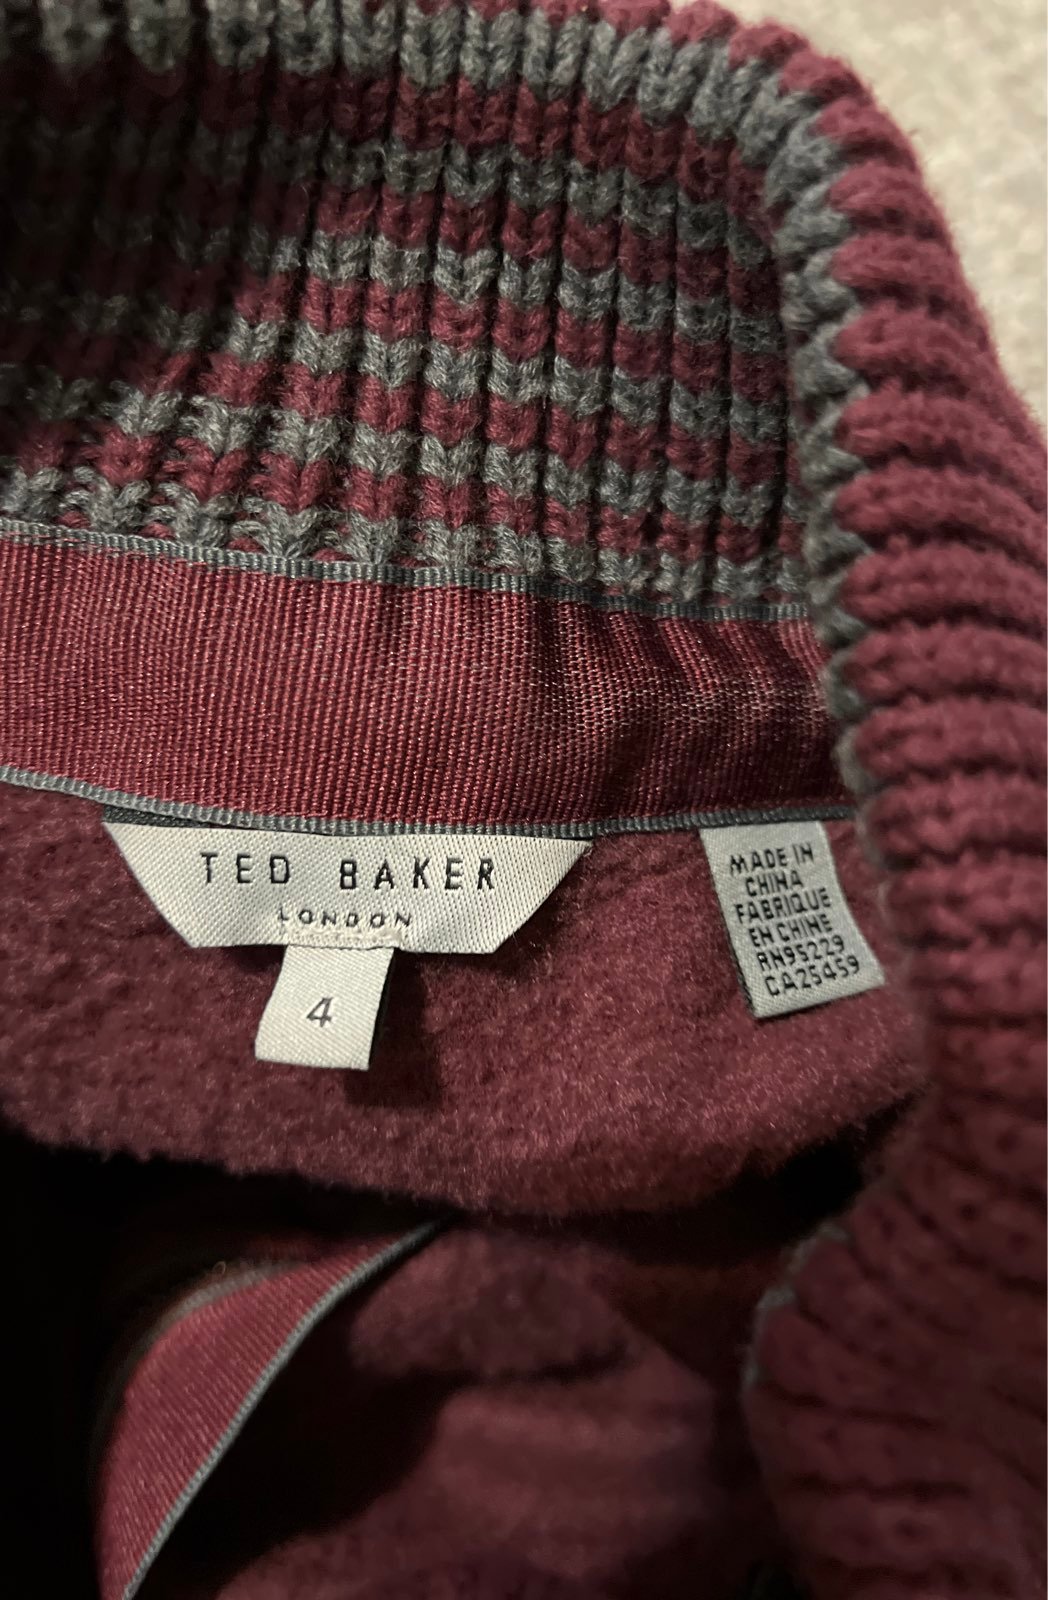 TED BAKER
LONDON
4
MADE IN
CHINA
FABRIQUE
EN CHINE
RN95229
CA25459